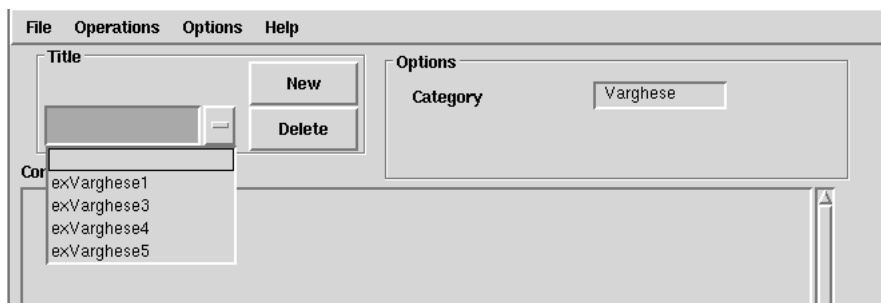 File Operations Options Help
Title
New
Delete
Options
Category Varghese
exVarghese1
exVarghese3
exVarghese4
exVarghese5